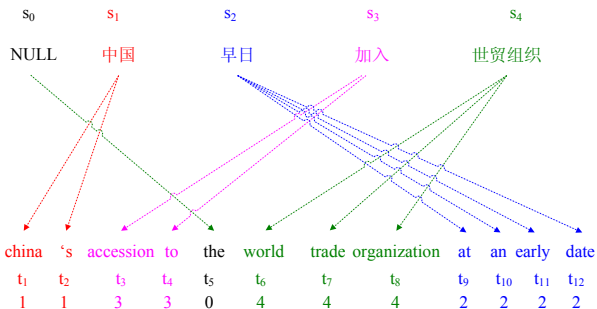 s0 s1 s2 s3 s4
NULL 中国 早日 加入 世贸组织
china ‘s accession to the world trade organization at an early date
t1 t2 t3 t4 t5 t6 t7 t8 t9 t10 t11 t12
1 1 3 3 0 4 4 4 2 2 2 2